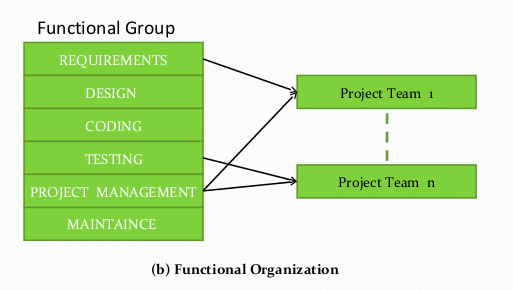 Functional Group
REQUIREMENTS
DESIGN
CODING
TESTING
PROJECT MANAGEMENT
MAINTAINCE
Project Team 1
Project Team n
(b) Functional Organization